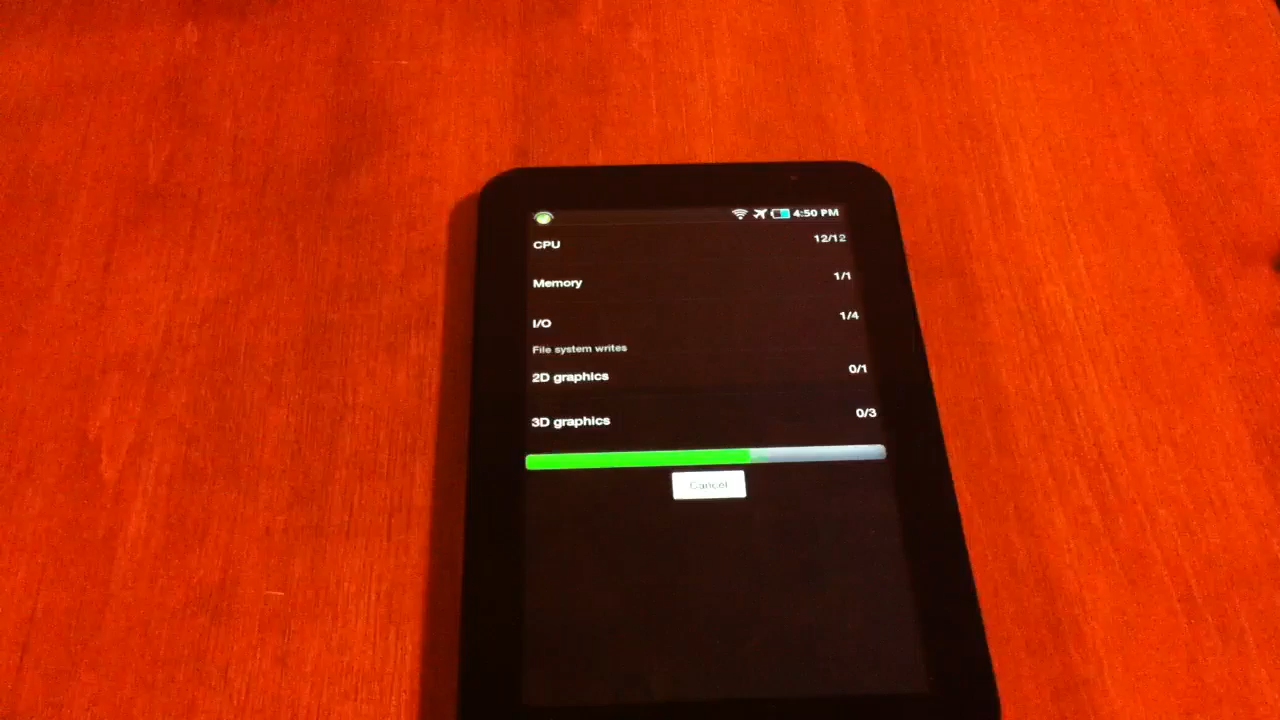 4:50 PM
CPU 12/12
Memory 1/1
I/O 1/4
File system writes
2D graphics 0/1
3D graphics 0/3
Cancel